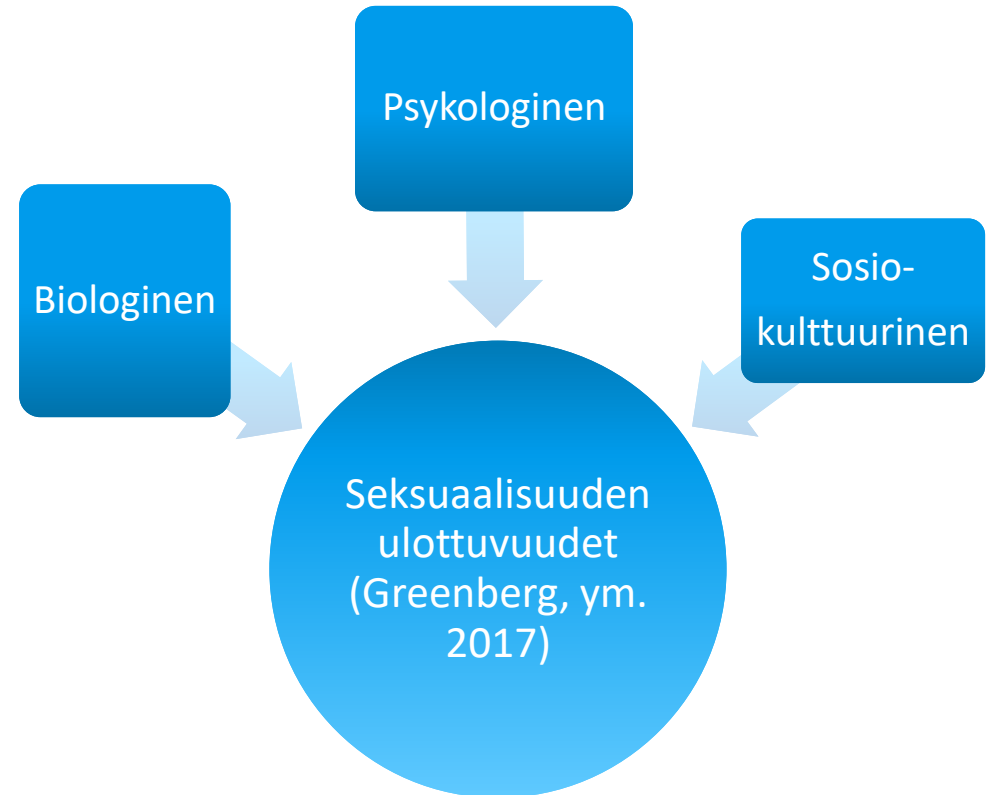 Psykologinen
Biologinen
Sosio-
kulttuurinen
Seksuaalisuuden
ulottuvuudet
(Greenberg, ym.
2017)